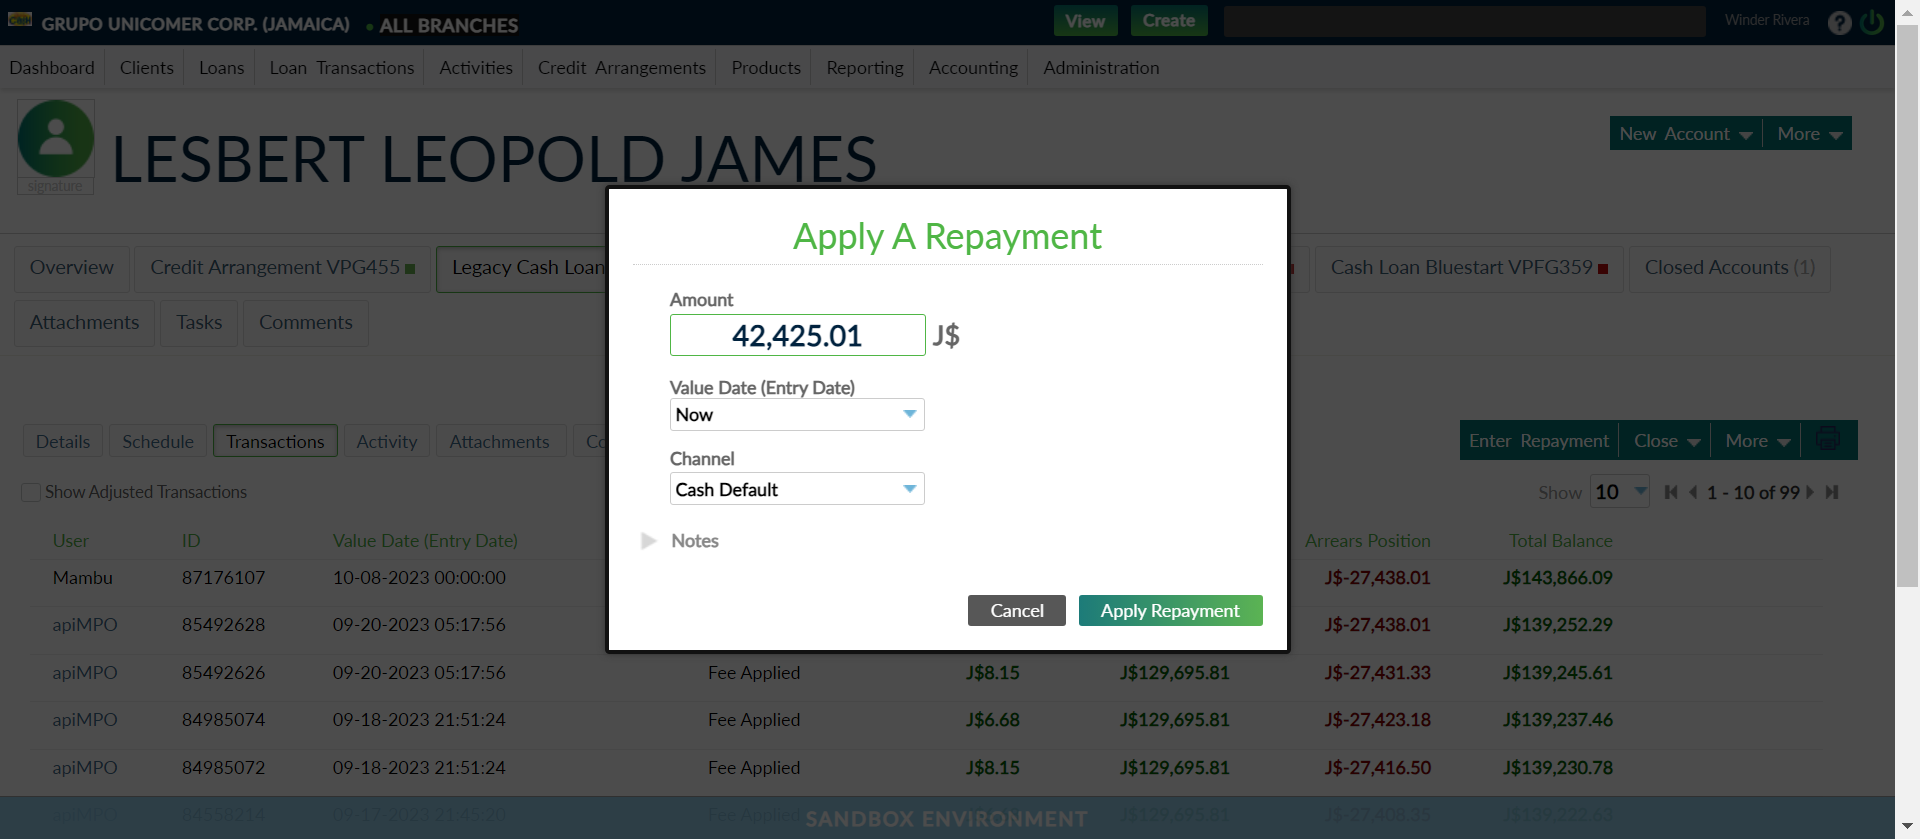 GRUPO UNICOMER CORP. (JAMAICA) • ALL BRANCHES View Create Winder Rivera ?
Dashboard Clients Loans Loan Transactions Activities Credit Arrangements Products Reporting Accounting Administration
LESBERT LEOPOLD JAMES
signature
New Account More
Overview Credit Arrangement VPG455 Legacy Cash Loan Cash Loan Bluestart VPFG359 Closed Accounts (1)
Attachments Tasks Comments
Apply A Repayment
Amount
42,425.01 J$
Value Date (Entry Date)
Now
Channel
Cash Default
Notes
Cancel Apply Repayment
Details Schedule Transactions Activity Attachments Co
Enter Repayment Close More
Show Adjusted Transactions
Show 10 1 - 10 of 99
User ID Value Date (Entry Date) Arrears Position Total Balance
Mambu 87176107 10-08-2023 00:00:00 J$-27,438.01 J$143,866.09
apiMPO 85492628 09-20-2023 05:17:56 J$-27,438.01 J$139,252.29
apiMPO 85492626 09-20-2023 05:17:56 Fee Applied J$8.15 J$129,695.81 J$-27,431.33 J$139,245.61
apiMPO 84985074 09-18-2023 21:51:24 Fee Applied J$6.68 J$129,695.81 J$-27,423.18 J$139,237.46
apiMPO 84985072 09-18-2023 21:51:24 Fee Applied J$8.15 J$129,695.81 J$-27,416.50 J$139,230.78
apiMPO 84558214 09-17-2023 21:45:20 J$129,695.81 J$-27,408.35 J$139,222.63
SANDBOX ENVIRONMENT